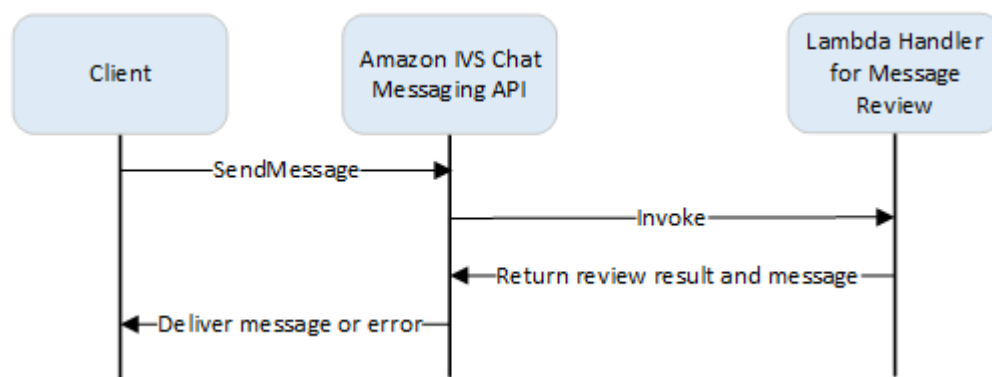 Client
Amazon IVS Chat
Messaging API
Lambda Handler
for Message
Review
SendMessage
Invoke
Return review result and message
Deliver message or error